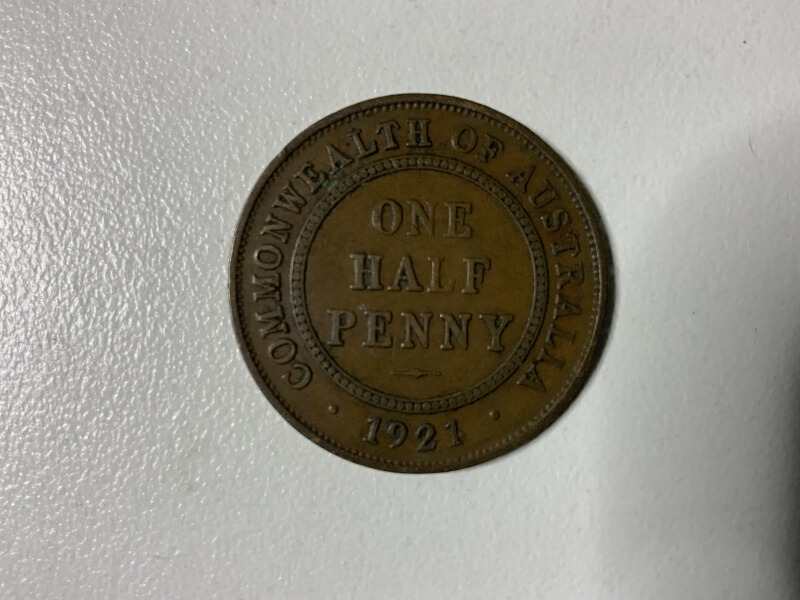 COMMONWEALTH OF AUSTRALIA
ONE
HALF
PENNY
· 1921 ·